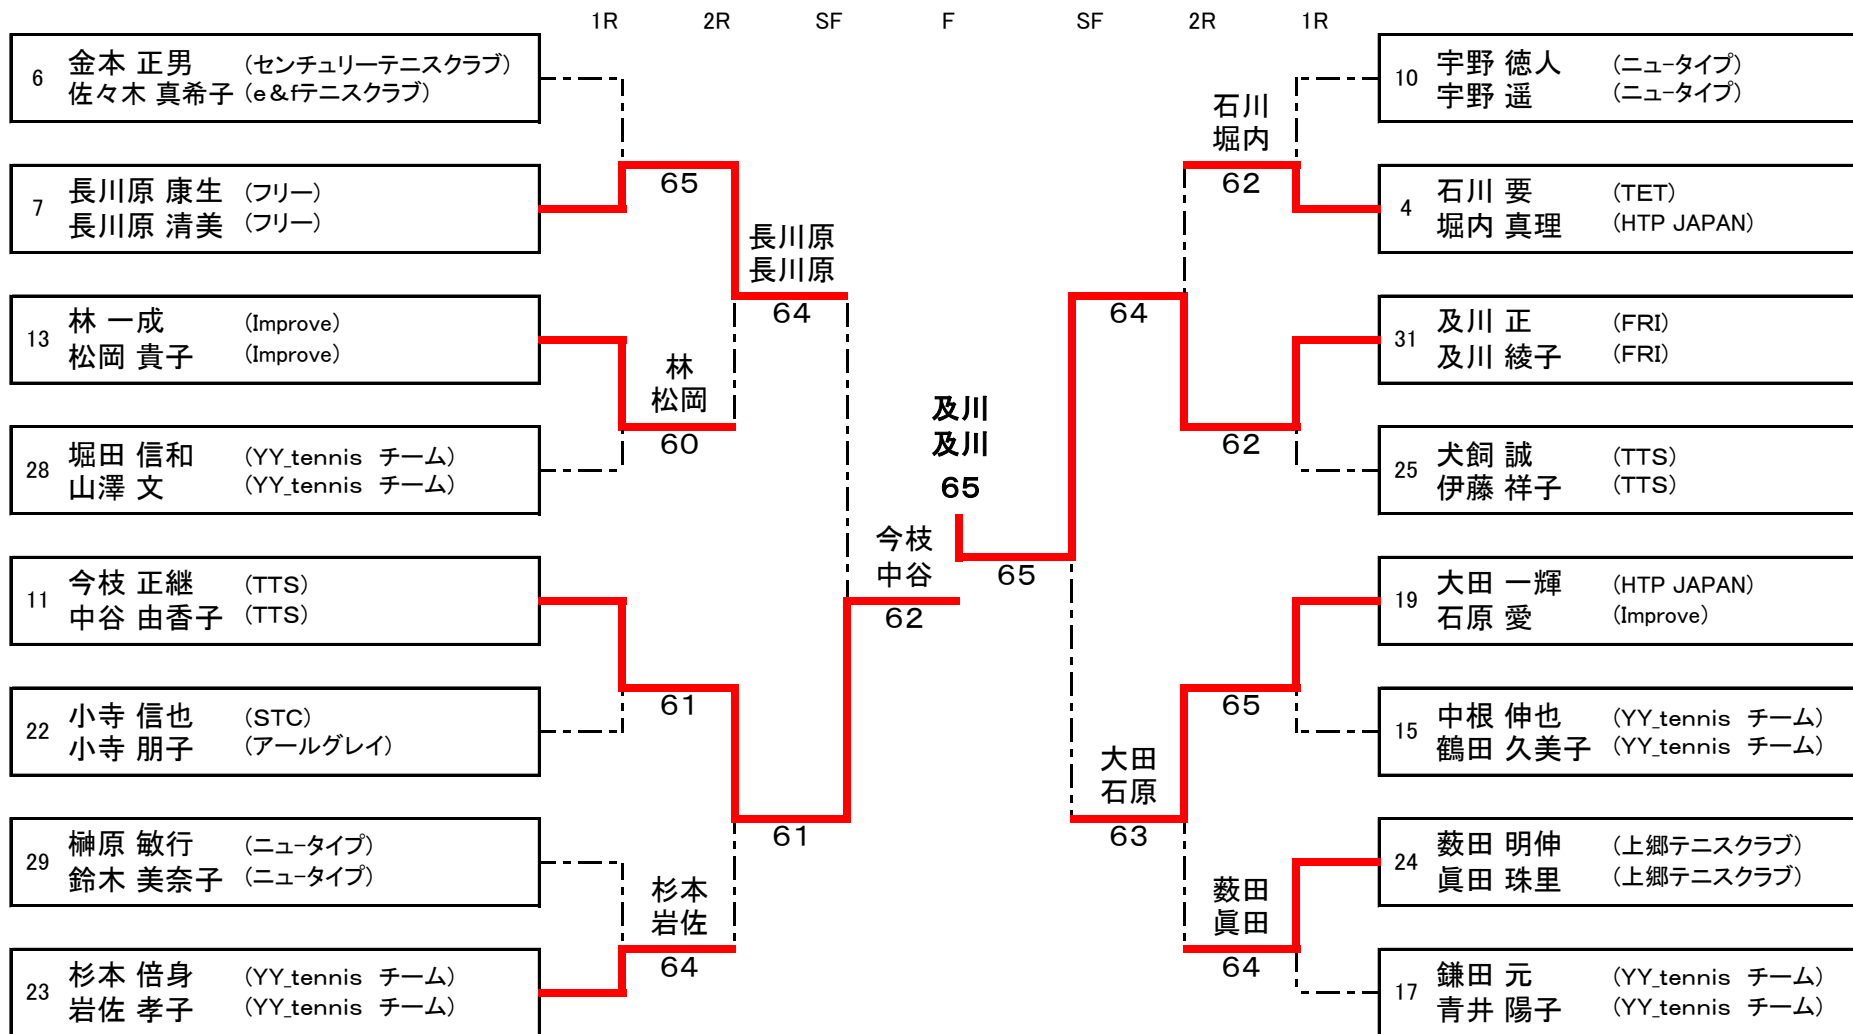 1R 2R SF F SF 2R 1R
6 金本 正男 (センチュリーテニスクラブ)
佐々木 真希子 (e&fテニスクラブ)
7 長川原 康生 (フリー)
長川原 清美 (フリー)
13 林 一成 (Improve)
松岡 貴子 (Improve)
28 堀田 信和 (YY_tennis チーム)
山澤 文 (YY_tennis チーム)
11 今枝 正継 (TTS)
中谷 由香子 (TTS)
22 小寺 信也 (STC)
小寺 朋子 (アールグレイ)
29 榊原 敏行 (ニュータイプ)
鈴木 美奈子 (ニュータイプ)
23 杉本 倍身 (YY_tennis チーム)
岩佐 孝子 (YY_tennis チーム)
65
林
松岡
60
61
杉本
岩佐
64
長川原
長川原
64
61
今枝
中谷
62
及川
及川
65
65
64
大田
石原
63
石川
堀内
62
62
65
薮田
眞田
64
10 宇野 徳人 (ニュータイプ)
宇野 遥 (ニュータイプ)
4 石川 要 (TET)
堀内 真理 (HTP JAPAN)
31 及川 正 (FRI)
及川 綾子 (FRI)
25 犬飼 誠 (TTS)
伊藤 祥子 (TTS)
19 大田 一輝 (HTP JAPAN)
石原 愛 (Improve)
15 中根 伸也 (YY_tennis チーム)
鶴田 久美子 (YY_tennis チーム)
24 薮田 明伸 (上郷テニスクラブ)
眞田 珠里 (上郷テニスクラブ)
17 鎌田 元 (YY_tennis チーム)
青井 陽子 (YY_tennis チーム)